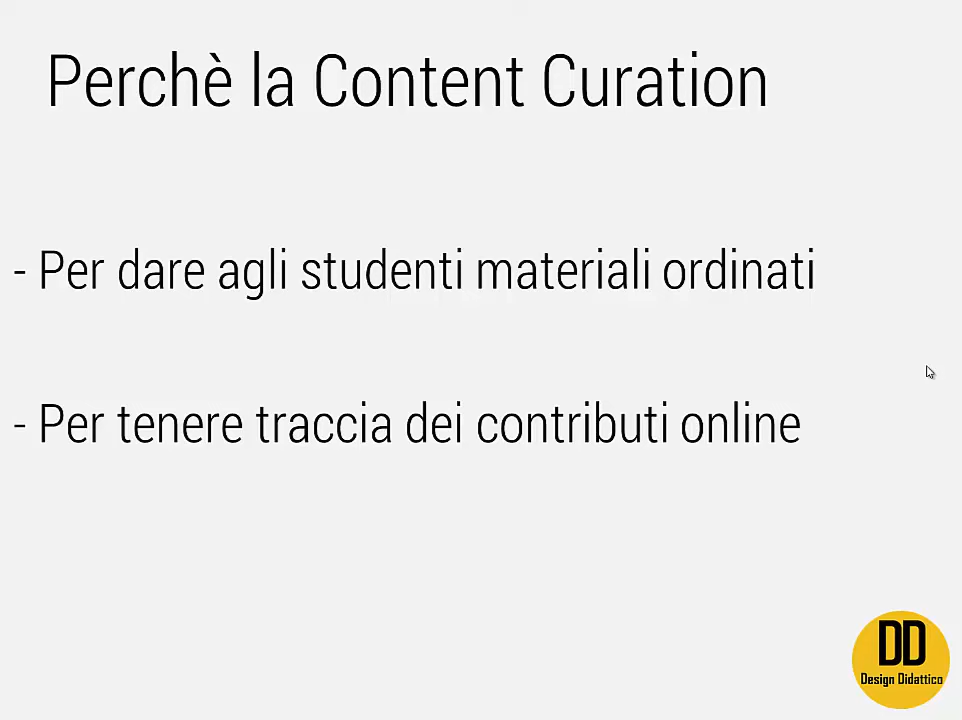 Perchè la Content Curation
- Per dare agli studenti materiali ordinati
- Per tenere traccia dei contributi online
DD
Design Didattico